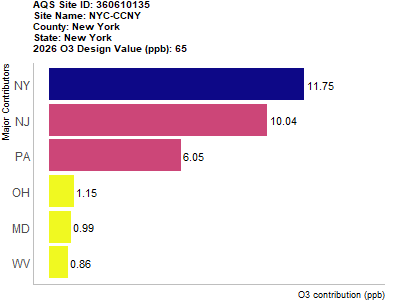 AQS Site ID: 360610135
Site Name: NYC-CCNY
County: New York
State: New York
2026 O3 Design Value (ppb): 65
Major Contributors
NY 11.75
NJ 10.04
PA 6.05
OH 1.15
MD 0.99
WV 0.86
O3 contribution (ppb)